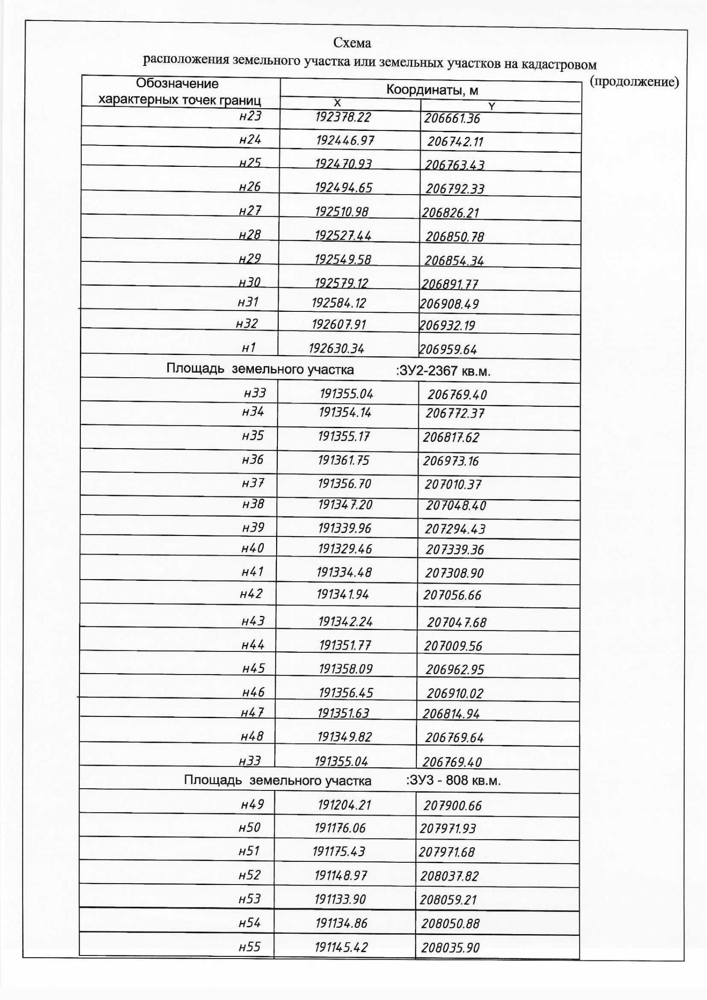 Схема
расположения земельного участка или земельных участков на кадастровом
(продолжение)
Обозначение характерных точек границ Координаты, м
X Y
н23 192378.22 206661.36
н24 192446.97 206742.11
н25 192470.93 206763.43
н26 192494.65 206792.33
н27 192510.98 206826.21
н28 192527.44 206850.78
н29 192549.58 206854.34
н30 192579.12 206891.77
н31 192584.12 206908.49
н32 192607.91 206932.19
н1 192630.34 206959.64
Площадь земельного участка :ЗУ2-2367 кв.м.
н33 191355.04 206769.40
н34 191354.14 206772.37
н35 191355.17 206817.62
н36 191361.75 206973.16
н37 191356.70 207010.37
н38 191347.20 207048.40
н39 191339.96 207294.43
н40 191329.46 207339.36
н41 191334.48 207308.90
н42 191341.94 207056.66
н43 191342.24 207047.68
н44 191351.77 207009.56
н45 191358.09 206962.95
н46 191356.45 206910.02
н47 191351.63 206814.94
н48 191349.82 206769.64
н33 191355.04 206769.40
Площадь земельного участка :ЗУ3 - 808 кв.м.
н49 191204.21 207900.66
н50 191176.06 207971.93
н51 191175.43 207971.68
н52 191148.97 208037.82
н53 191133.90 208059.21
н54 191134.86 208050.88
н55 191145.42 208035.90